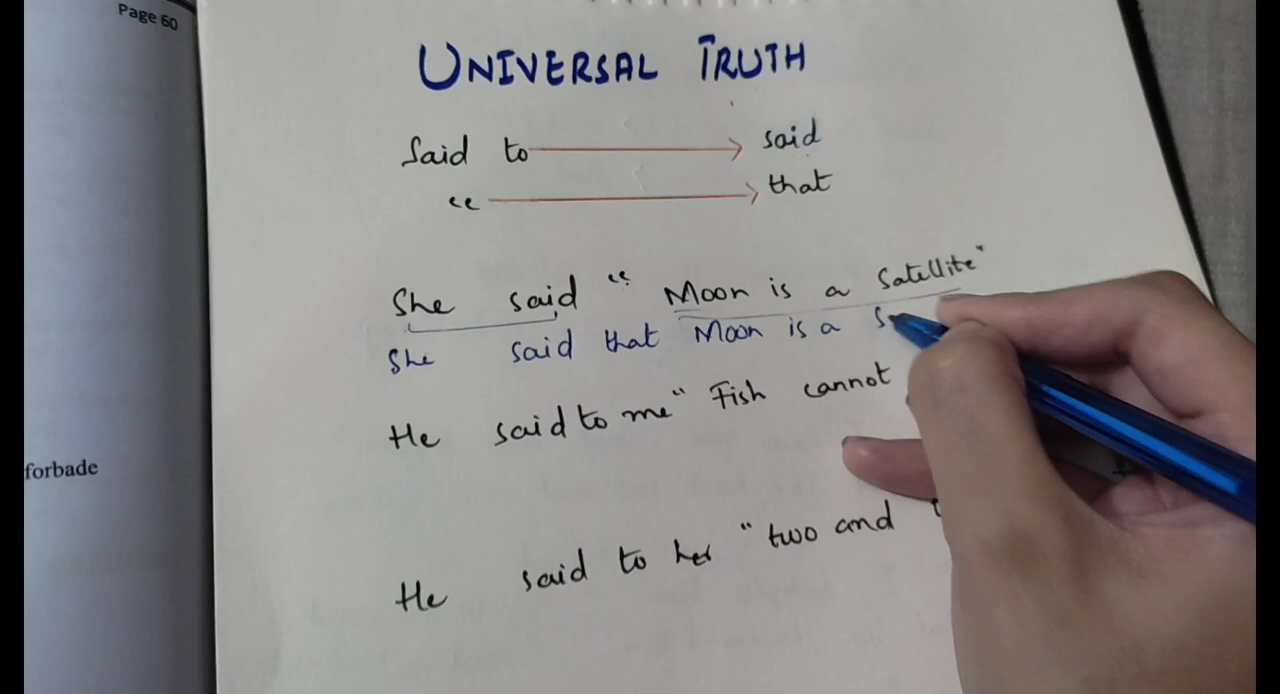 Page 60
UNIVERSAL TRUTH
Said to → said
“ → that
She said “ Moon is a Satellite"
She said that Moon is a S
He said to me “ Fish cannot
forbade
He said to her “ two and